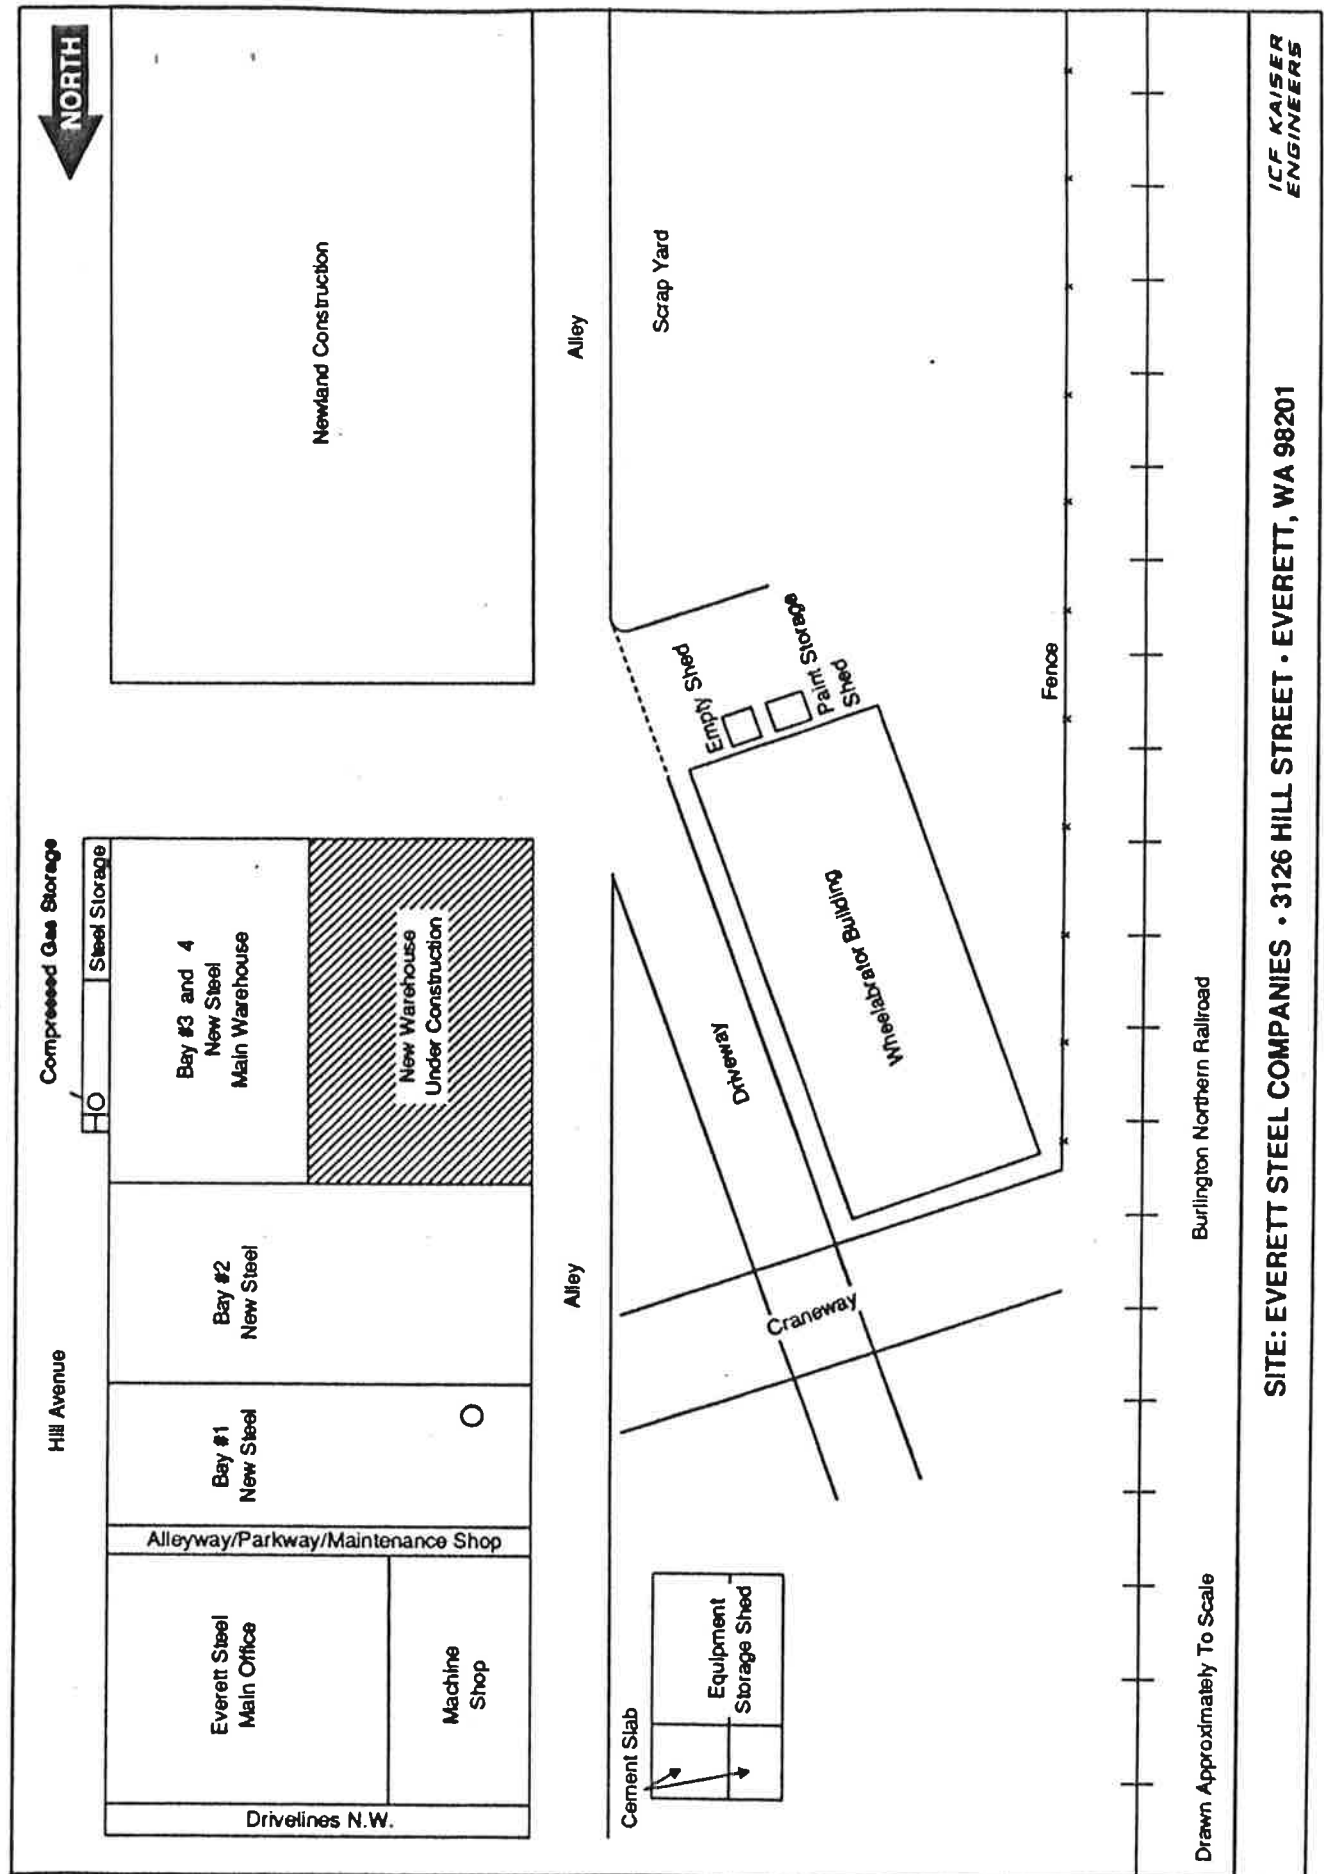 NORTH
Hill Avenue
Compressed Gas Storage
Steel Storage
Newland Construction
Bay #3 and 4
New Steel
Main Warehouse
New Warehouse
Under Construction
Bay #2
New Steel
Bay #1
New Steel
Alleyway/Parkway/Maintenance Shop
Everett Steel
Main Office
Machine
Shop
Drivelines N.W.
Alley
Alley
Scrap Yard
Empty Shed
Paint Storage
Shed
Wheelabrator Building
Driveway
Craneway
Cement Slab
Equipment
Storage Shed
Fence
Burlington Northern Railroad
Drawn Approximately To Scale
SITE: EVERETT STEEL COMPANIES • 3126 HILL STREET • EVERETT, WA 98201
ICF KAISER
ENGINEERS